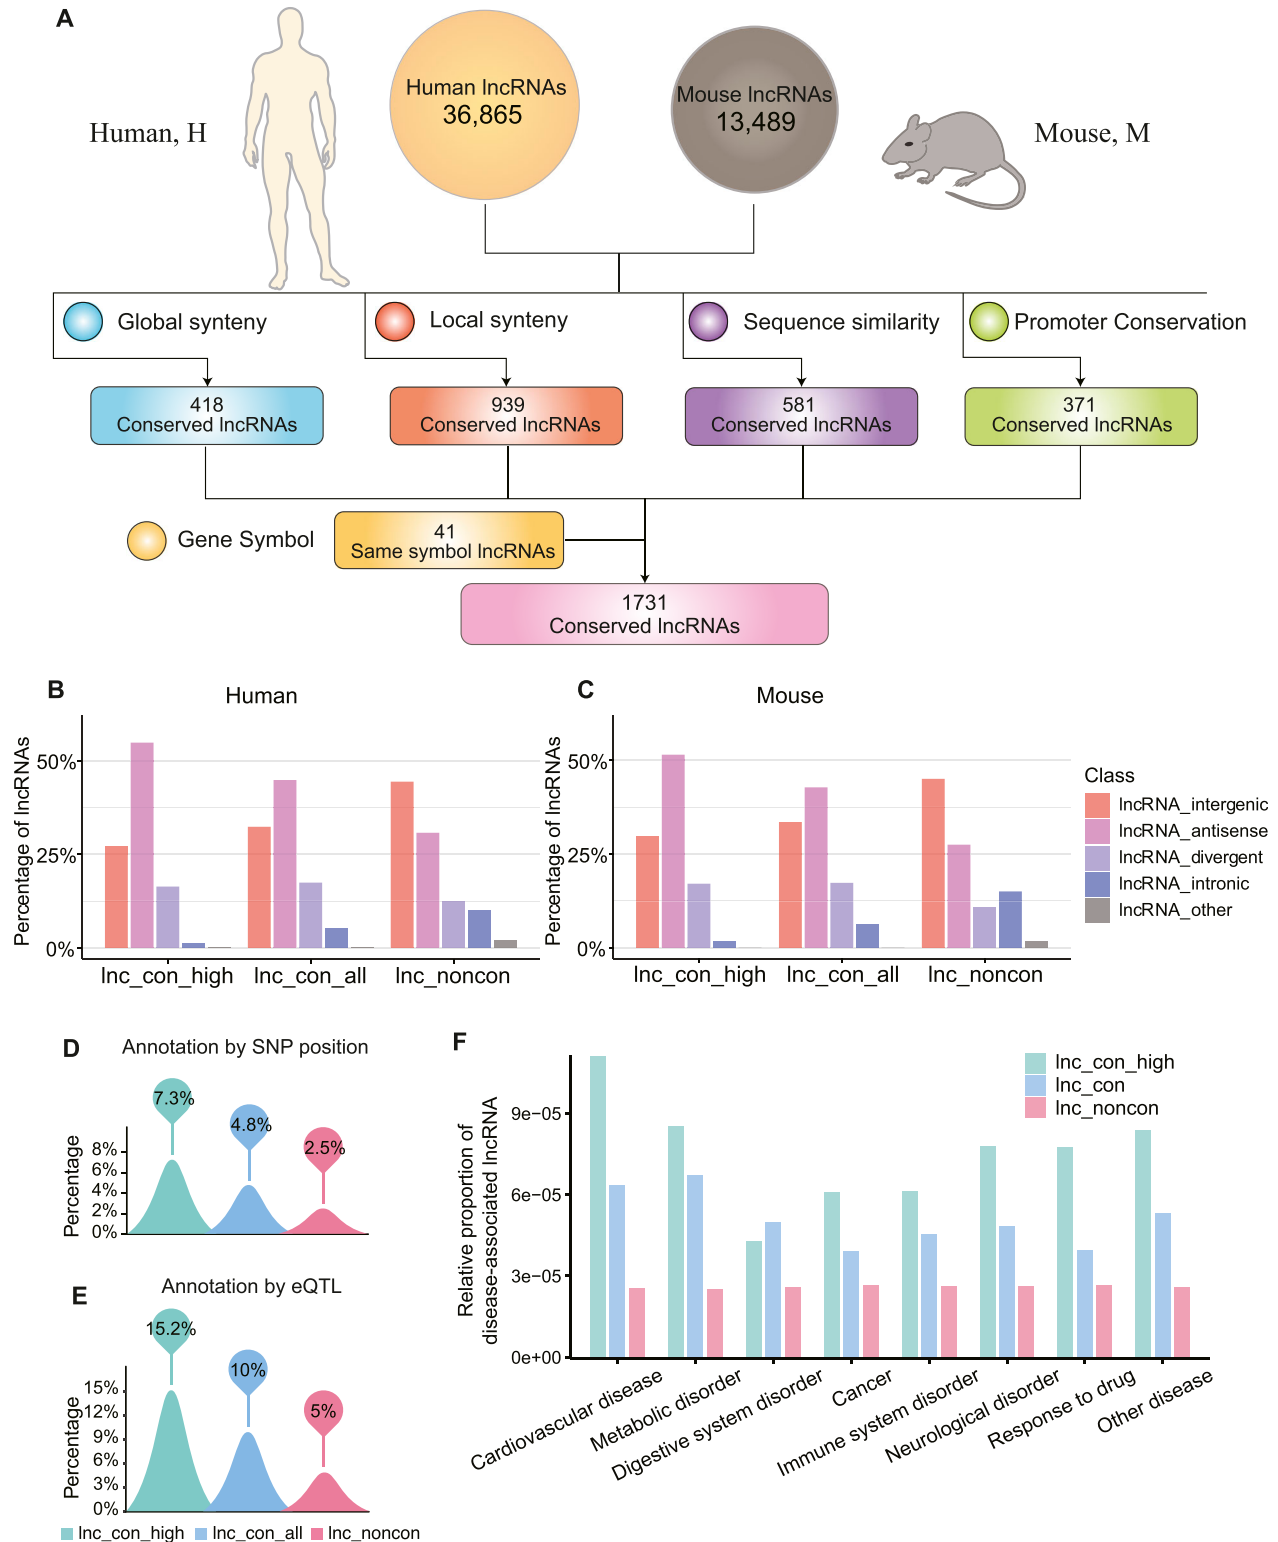 A
Human, H
Human lncRNAs
36,865
Mouse lncRNAs
13,489
Mouse, M
Global synteny
Local synteny
Sequence similarity
Promoter Conservation
418
Conserved lncRNAs
939
Conserved lncRNAs
581
Conserved lncRNAs
371
Conserved lncRNAs
Gene Symbol
41
Same symbol lncRNAs
1731
Conserved lncRNAs
B
Human
Percentage of lncRNAs
50%
25%
0%
lnc_con_high
lnc_con_all
lnc_noncon
C
Mouse
Percentage of lncRNAs
50%
25%
0%
lnc_con_high
lnc_con_all
lnc_noncon
Class
lncRNA_intergenic
lncRNA_antisense
lncRNA_divergent
lncRNA_intronic
lncRNA_other
D
Annotation by SNP position
7.3%
4.8%
2.5%
Percentage
8%
6%
4%
2%
0%
E
Annotation by eQTL
15.2%
10%
5%
Percentage
15%
12%
9%
6%
3%
0%
lnc_con_high
lnc_con_all
lnc_noncon
F
Relative proportion of
disease-associated lncRNA
9e−05
6e−05
3e−05
0e+00
lnc_con_high
lnc_con
lnc_noncon
Cardiovascular disease
Metabolic disorder
Digestive system disorder
Cancer
Immune system disorder
Neurological disorder
Response to drug
Other disease